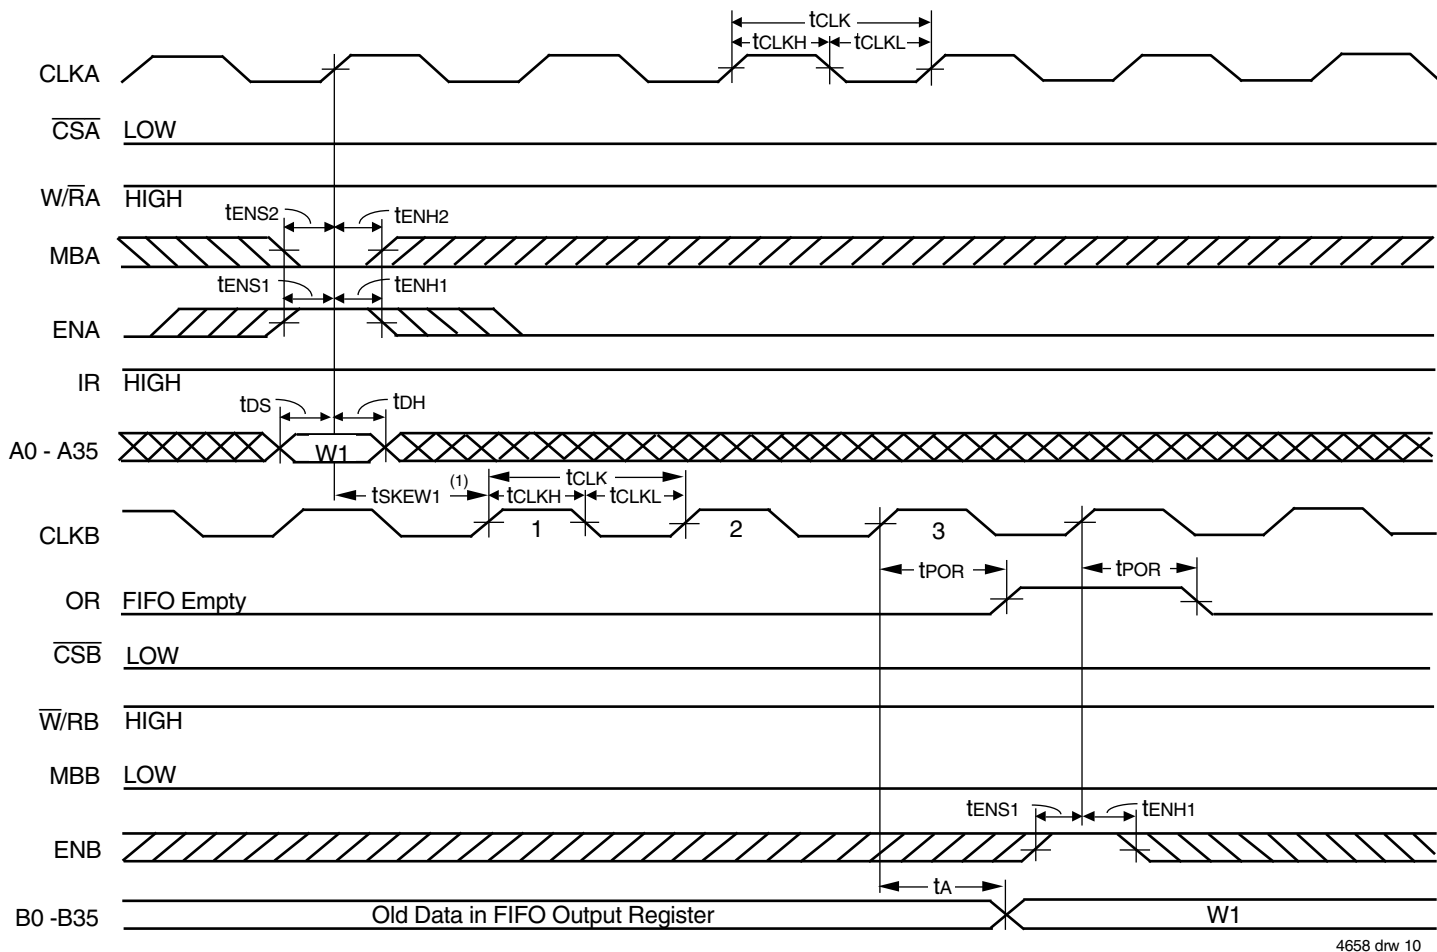 tCLK
tCLKH tCLKL
CLKA
CSA LOW
W/RA HIGH
tENS2 tENH2
MBA
tENS1 tENH1
ENA
IR HIGH
tDS tDH
A0 - A35 W1
tSKEW1 (1) tCLK
tCLKH tCLKL
CLKB 1 2 3
tPOR tPOR
OR FIFO Empty
CSB LOW
W/RB HIGH
MBB LOW
tENS1 tENH1
ENB
tA
B0 -B35 Old Data in FIFO Output Register W1
4658 drw 10